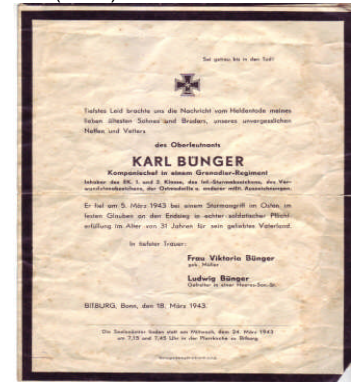 Sei getreu bis in den Tod!
Tiefstes Leid brachte uns die Nachricht vom Heldentode meines
lieben ältesten Sohnes und Bruders, unseres unvergesslichen
Neffen und Vetters
des Oberleutnants
KARL BÜNGER
Kompaniechef in einem Grenadier-Regiment
Inhaber des EK. 1. und 2. Klasse, des Inf.-Sturmabzeichens, des Ver-
wundetenabzeichens, der Ostmedaille u. anderer milit. Auszeichnungen.
Er fiel am 5. März 1943 bei einem Sturmangriff im Osten, im
festen Glauben an den Endsieg in echter soldatischer Pflicht-
erfüllung im Alter von 31 Jahren für sein geliebtes Vaterland.
In tiefster Trauer:
Frau Viktoria Bünger
geb. Müller
Ludwig Bünger
Gefreiter in einer
BITBURG, Bonn, den 18. März 1943.
Die Seelenämter finden statt am Mittwoch, dem 24. März 1943
um 7,15 und 7,45 Uhr in der Pfarrkirche zu Bitburg.